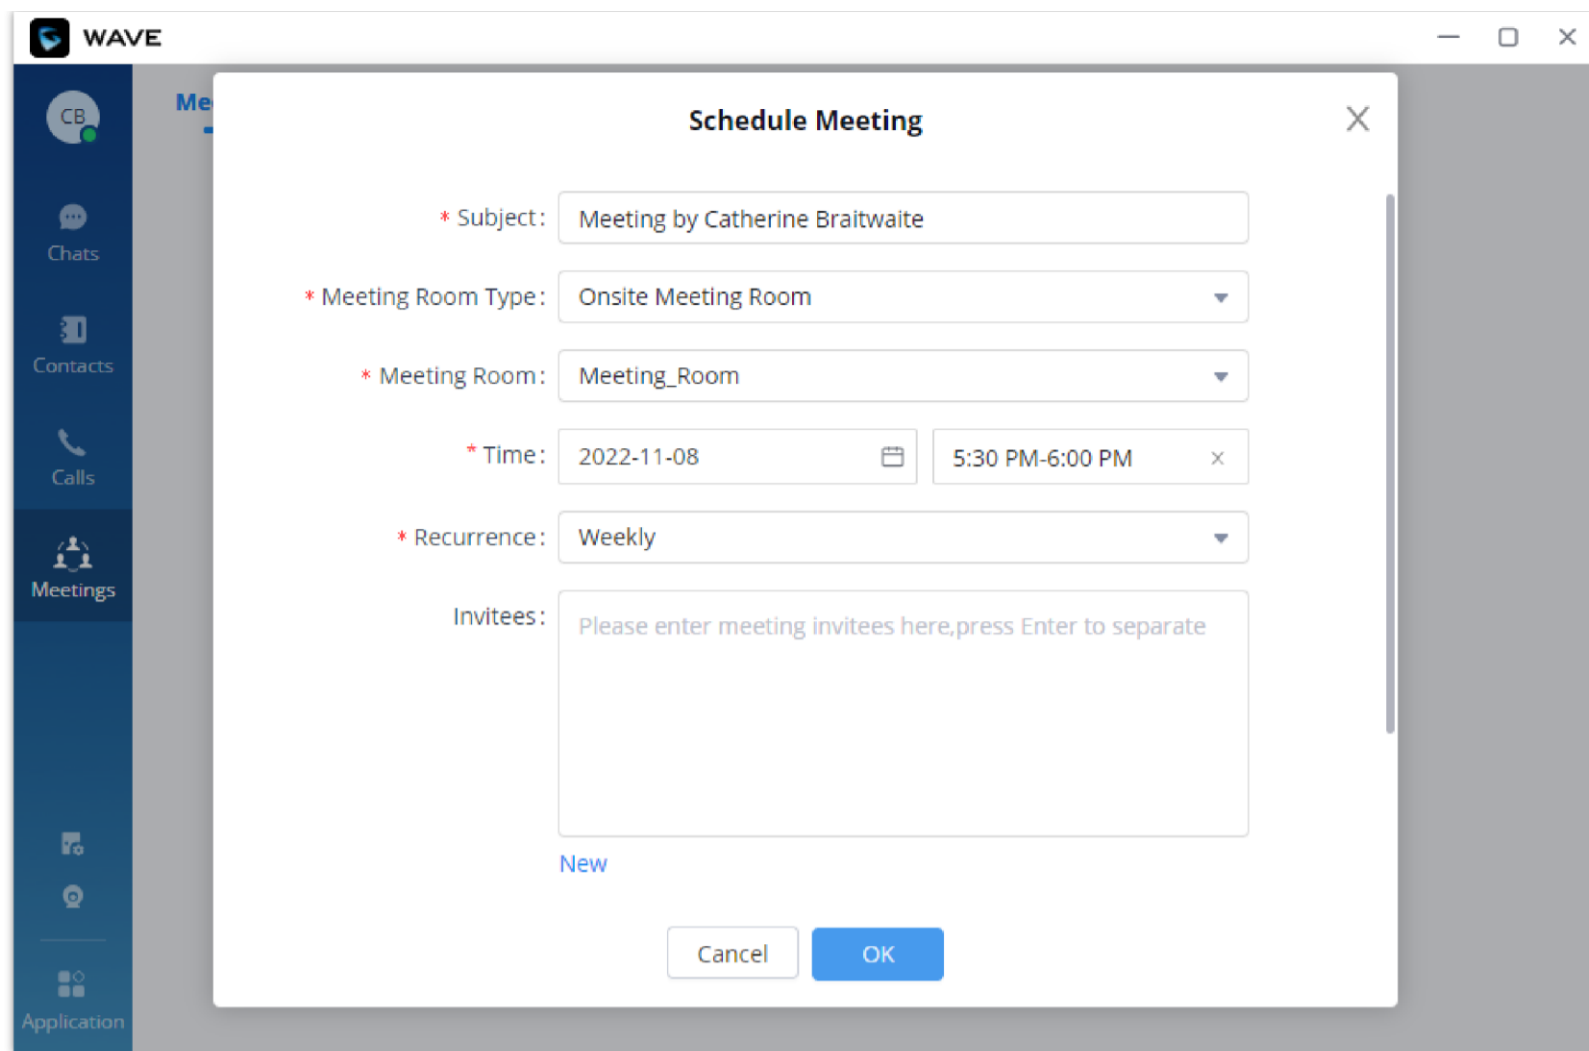 WAVE
CB
Me
Schedule Meeting
* Subject: Meeting by Catherine Braitwaite
Chats
* Meeting Room Type: Onsite Meeting Room
Contacts
* Meeting Room: Meeting_Room
* Time: 2022-11-08 5:30 PM-6:00 PM
Calls
* Recurrence: Weekly
Meetings
Invitees: Please enter meeting invitees here,press Enter to separate
New
Cancel OK
Application